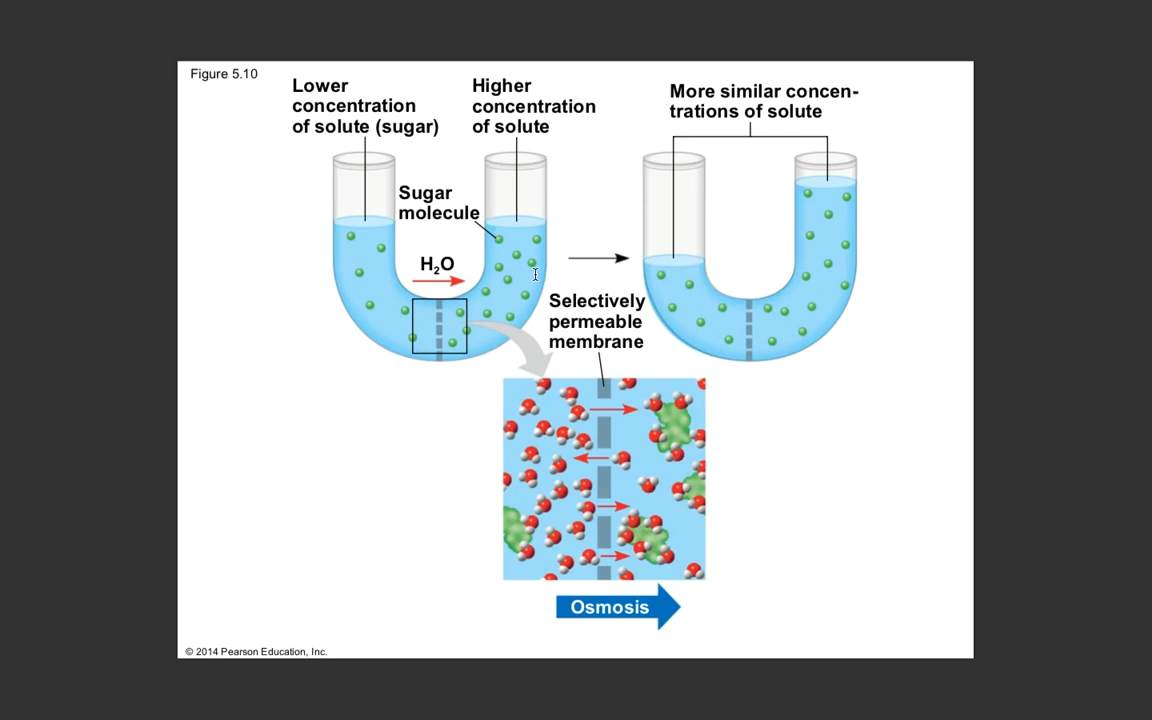 Figure 5.10
Lower
concentration
of solute (sugar)
Higher
concentration
of solute
More similar concen-
trations of solute
Sugar
molecule
H₂O
Selectively
permeable
membrane
Osmosis
© 2014 Pearson Education, Inc.